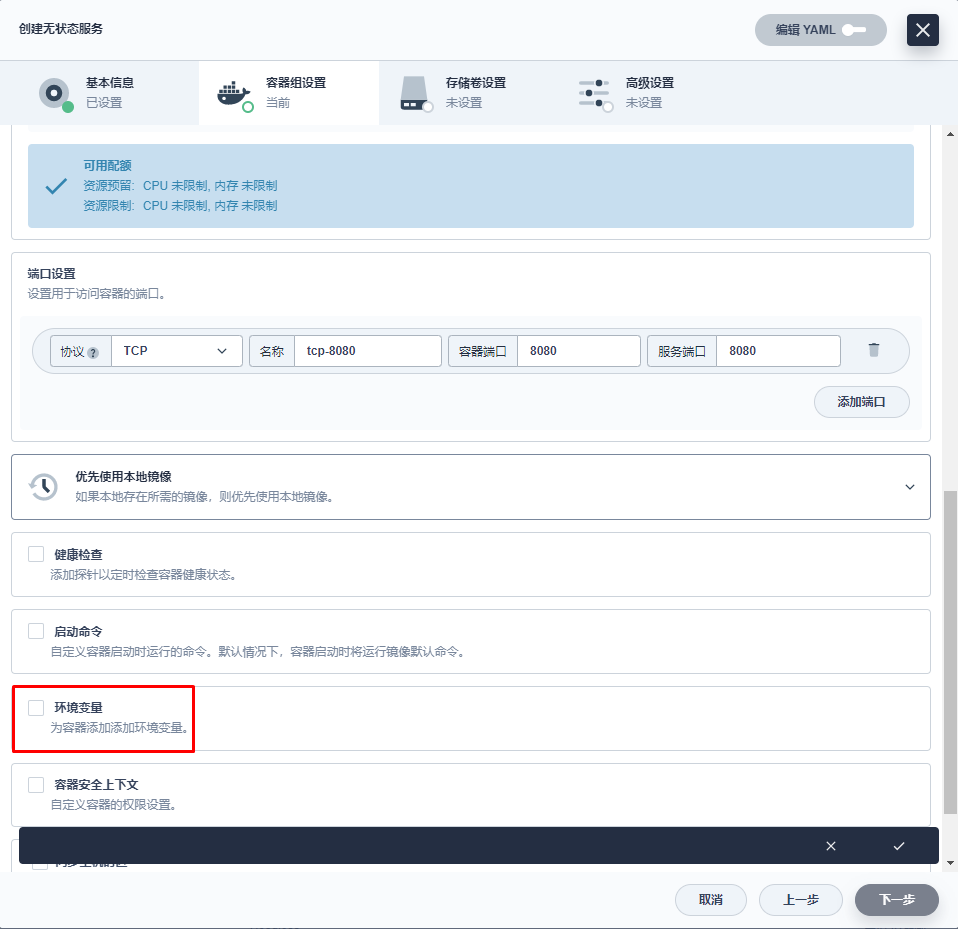 创建无状态服务
编辑 YAML
基本信息
已设置
容器组设置
当前
存储卷设置
未设置
高级设置
未设置
可用配额
资源预留: CPU 未限制, 内存 未限制
资源限制: CPU 未限制, 内存 未限制
端口设置
设置用于访问容器的端口。
协议 ? TCP 名称 tcp-8080 容器端口 8080 服务端口 8080
添加端口
优先使用本地镜像
如果本地存在所需的镜像，则优先使用本地镜像。
健康检查
添加探针以定时检查容器健康状态。
启动命令
自定义容器启动时运行的命令。默认情况下，容器启动时将运行镜像默认命令。
环境变量
为容器添加添加环境变量。
容器安全上下文
自定义容器的权限设置。
取消 上一步 下一步